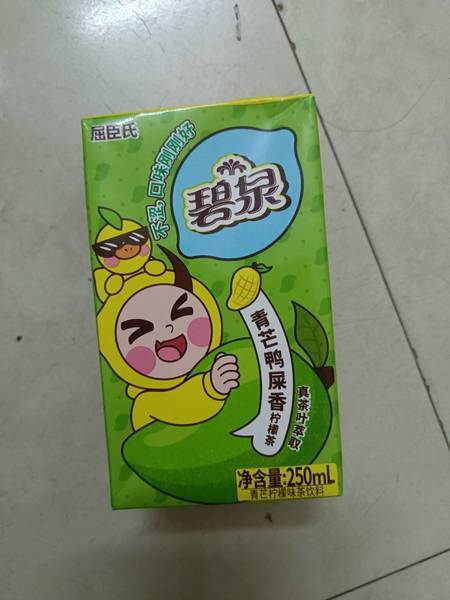 屈臣氏
不涩,口味刚刚好
碧泉
青芒鸭屎香柠檬茶
真茶叶萃取
净含量:250mL
青芒柠檬味茶饮料